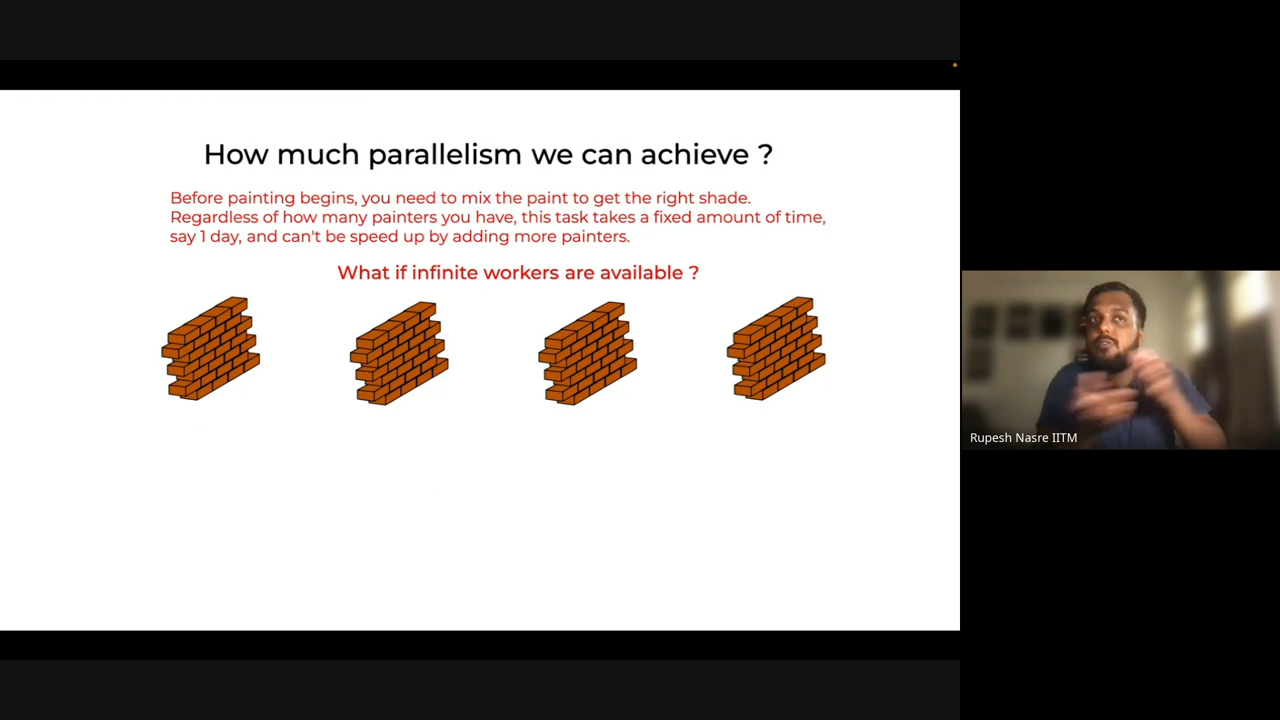 How much parallelism we can achieve ?
Before painting begins, you need to mix the paint to get the right shade.
Regardless of how many painters you have, this task takes a fixed amount of time,
say 1 day, and can't be speed up by adding more painters.
What if infinite workers are available ?
Rupesh Nasre IITM